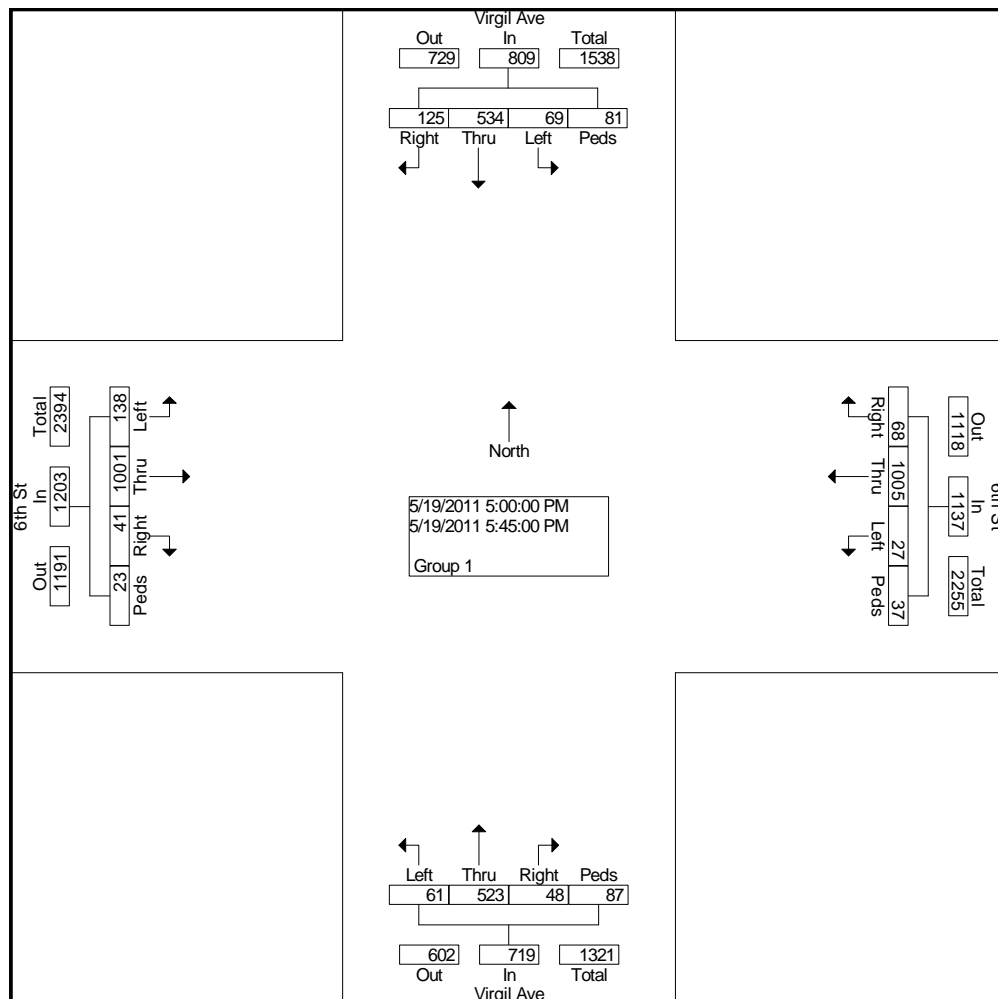 Virgil Ave
Out In Total
729 809 1538
125 534 69 81
Right Thru Left Peds
6th St
Total In Out
2394 1203 1191
138 1001 41 23
Left Thru Right Peds
North
5/19/2011 5:00:00 PM
5/19/2011 5:45:00 PM
Group 1
Right Thru Left Peds
68 1005 27 37
Out In Total
1118 1137 2255
6th St
Left Thru Right Peds
61 523 48 87
602 719 1321
Out In Total
Virgil Ave